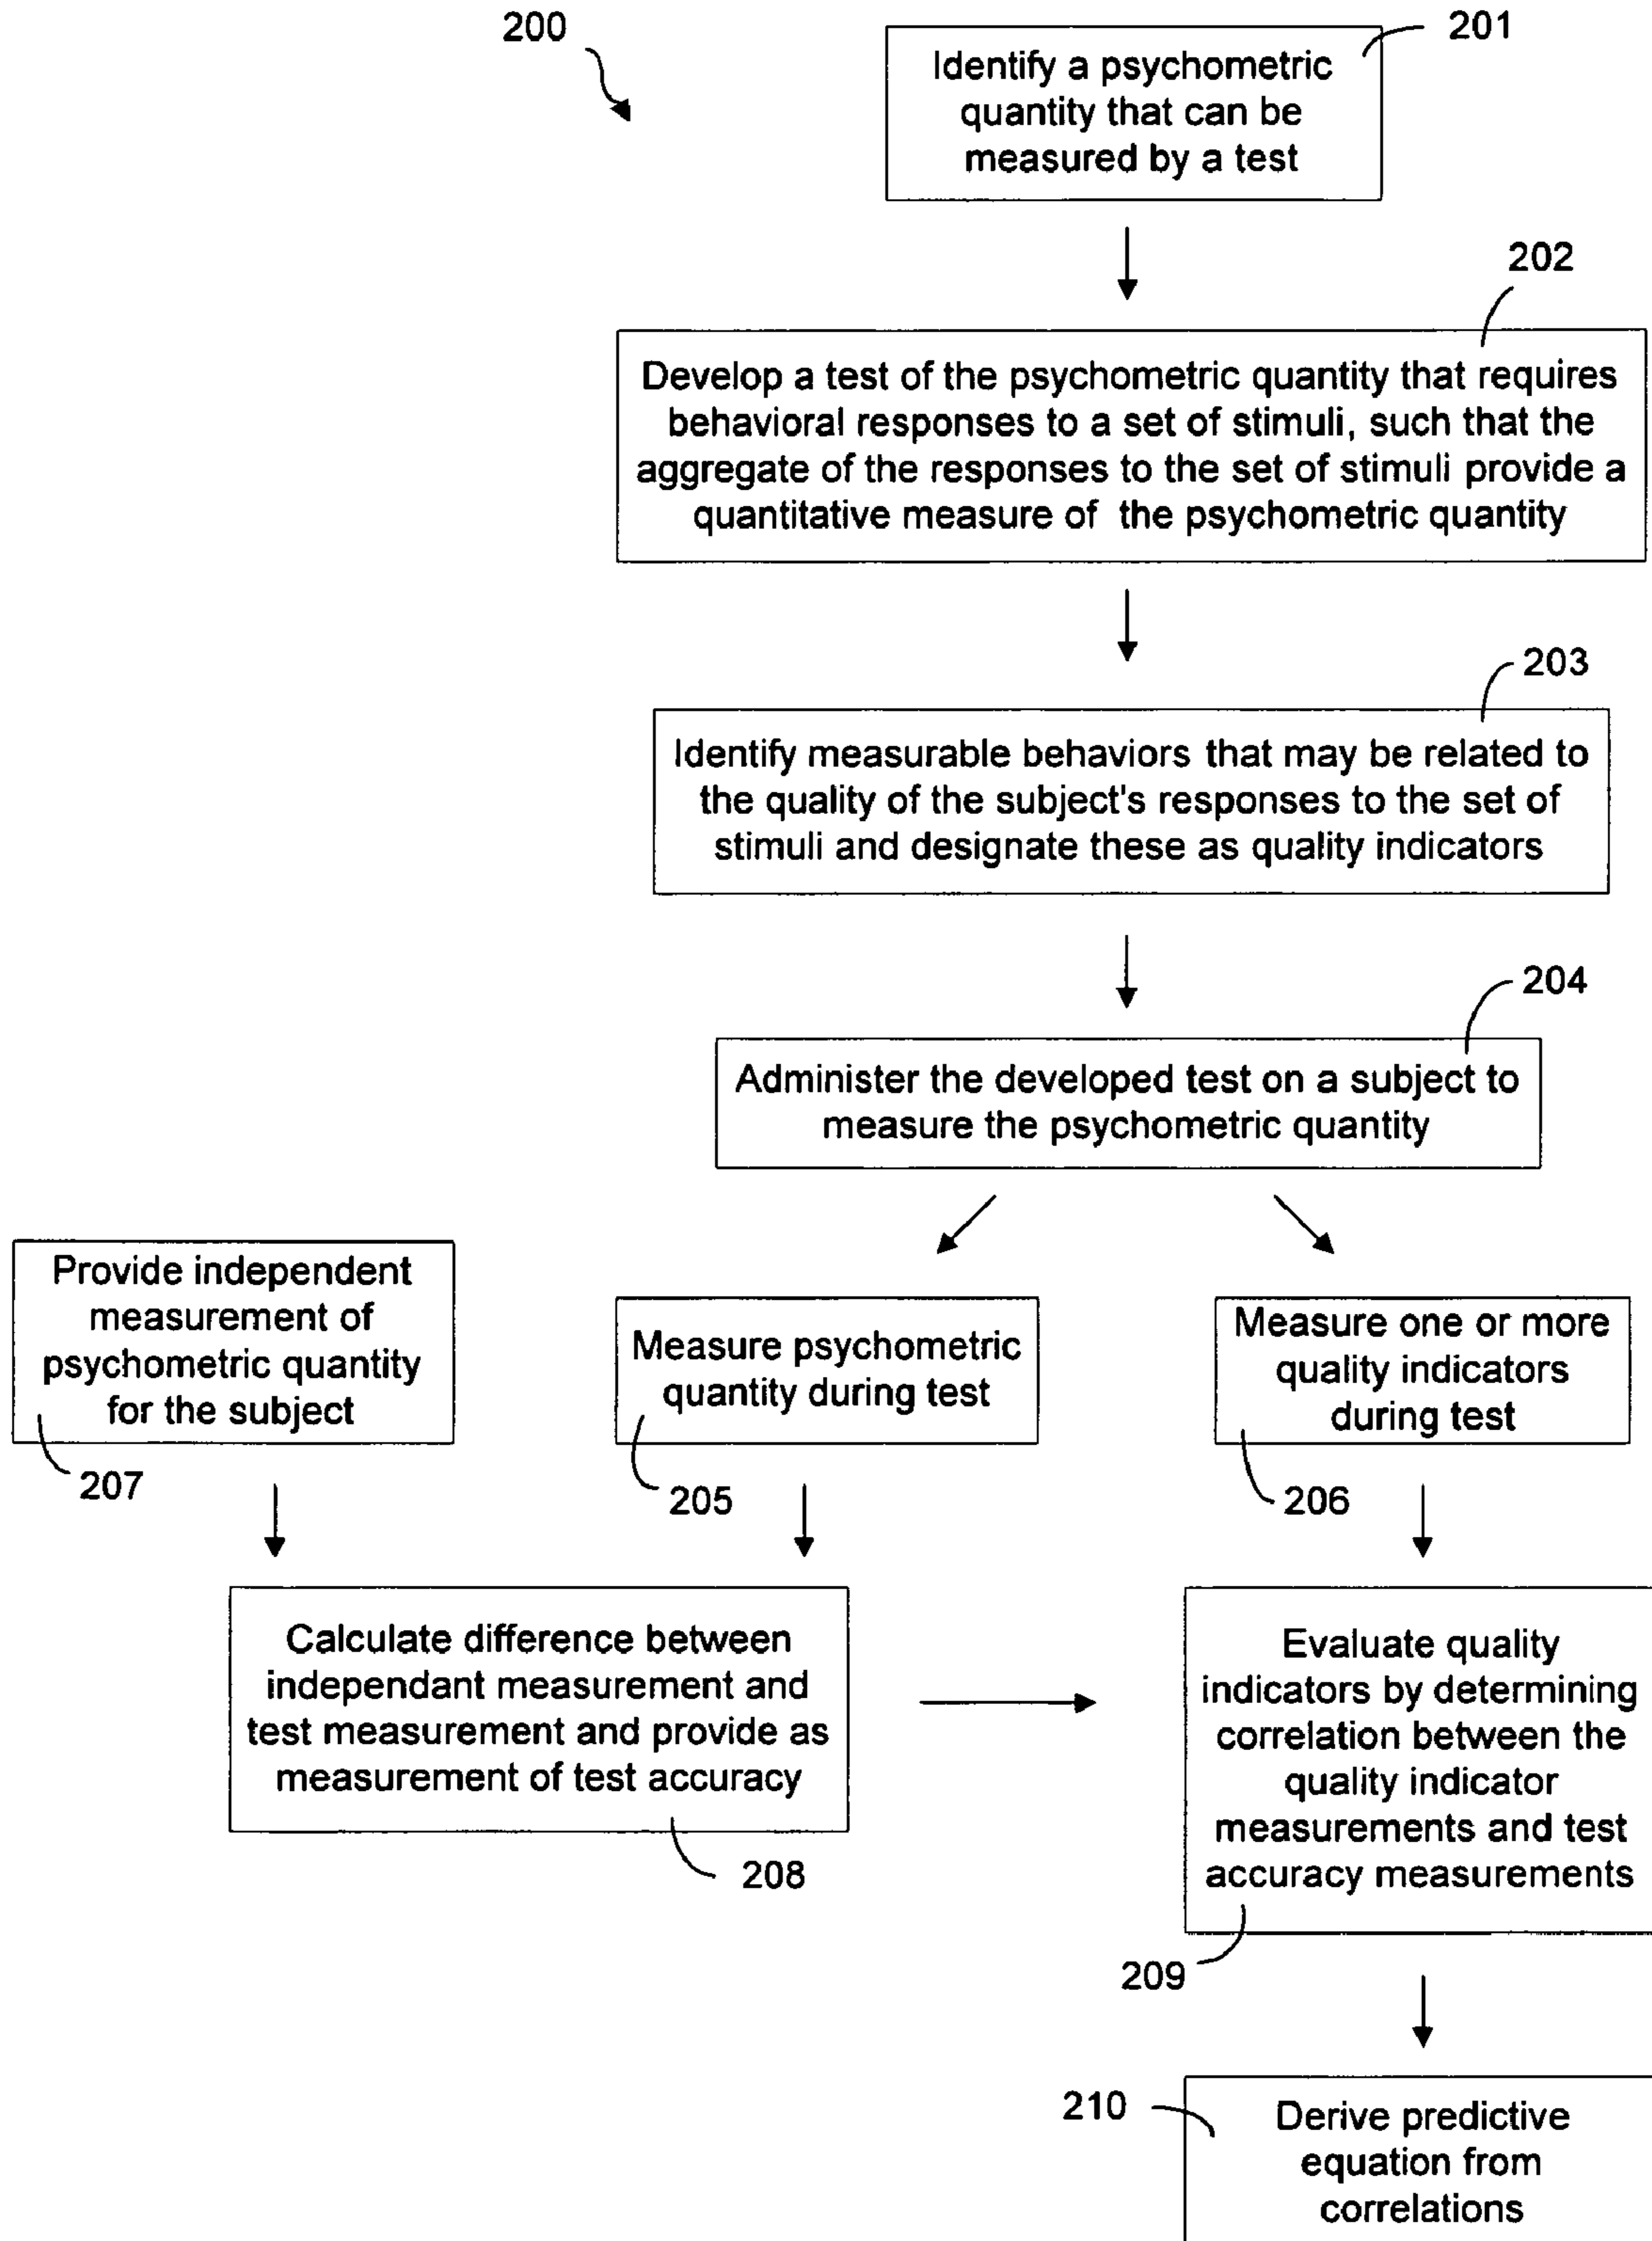 200
201
Identify a psychometric
quantity that can be
measured by a test
202
Develop a test of the psychometric quantity that requires
behavioral responses to a set of stimuli, such that the
aggregate of the responses to the set of stimuli provide a
quantitative measure of the psychometric quantity
203
Identify measurable behaviors that may be related to
the quality of the subject's responses to the set of
stimuli and designate these as quality indicators
204
Administer the developed test on a subject to
measure the psychometric quantity
Provide independent
measurement of
psychometric quantity
for the subject
207
Measure psychometric
quantity during test
205
Measure one or more
quality indicators
during test
206
Calculate difference between
independant measurement and
test measurement and provide as
measurement of test accuracy
208
Evaluate quality
indicators by determining
correlation between the
quality indicator
measurements and test
accuracy measurements
209
210
Derive predictive
equation from
correlations